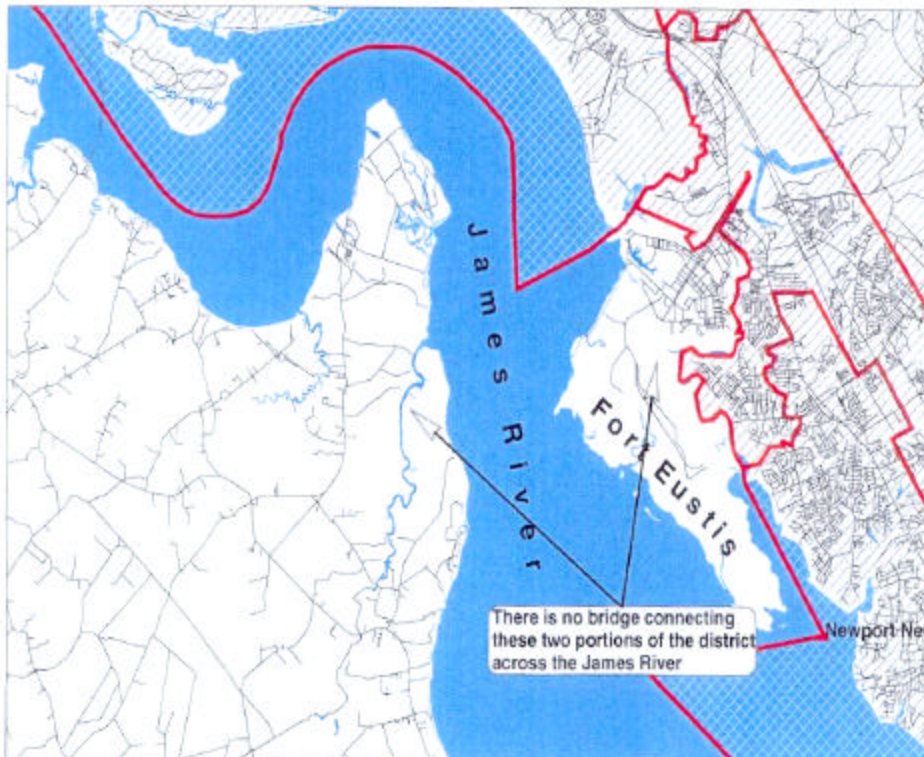 James River
Fort Eustis
There is no bridge connecting
these two portions of the district
across the James River
Newport Ne